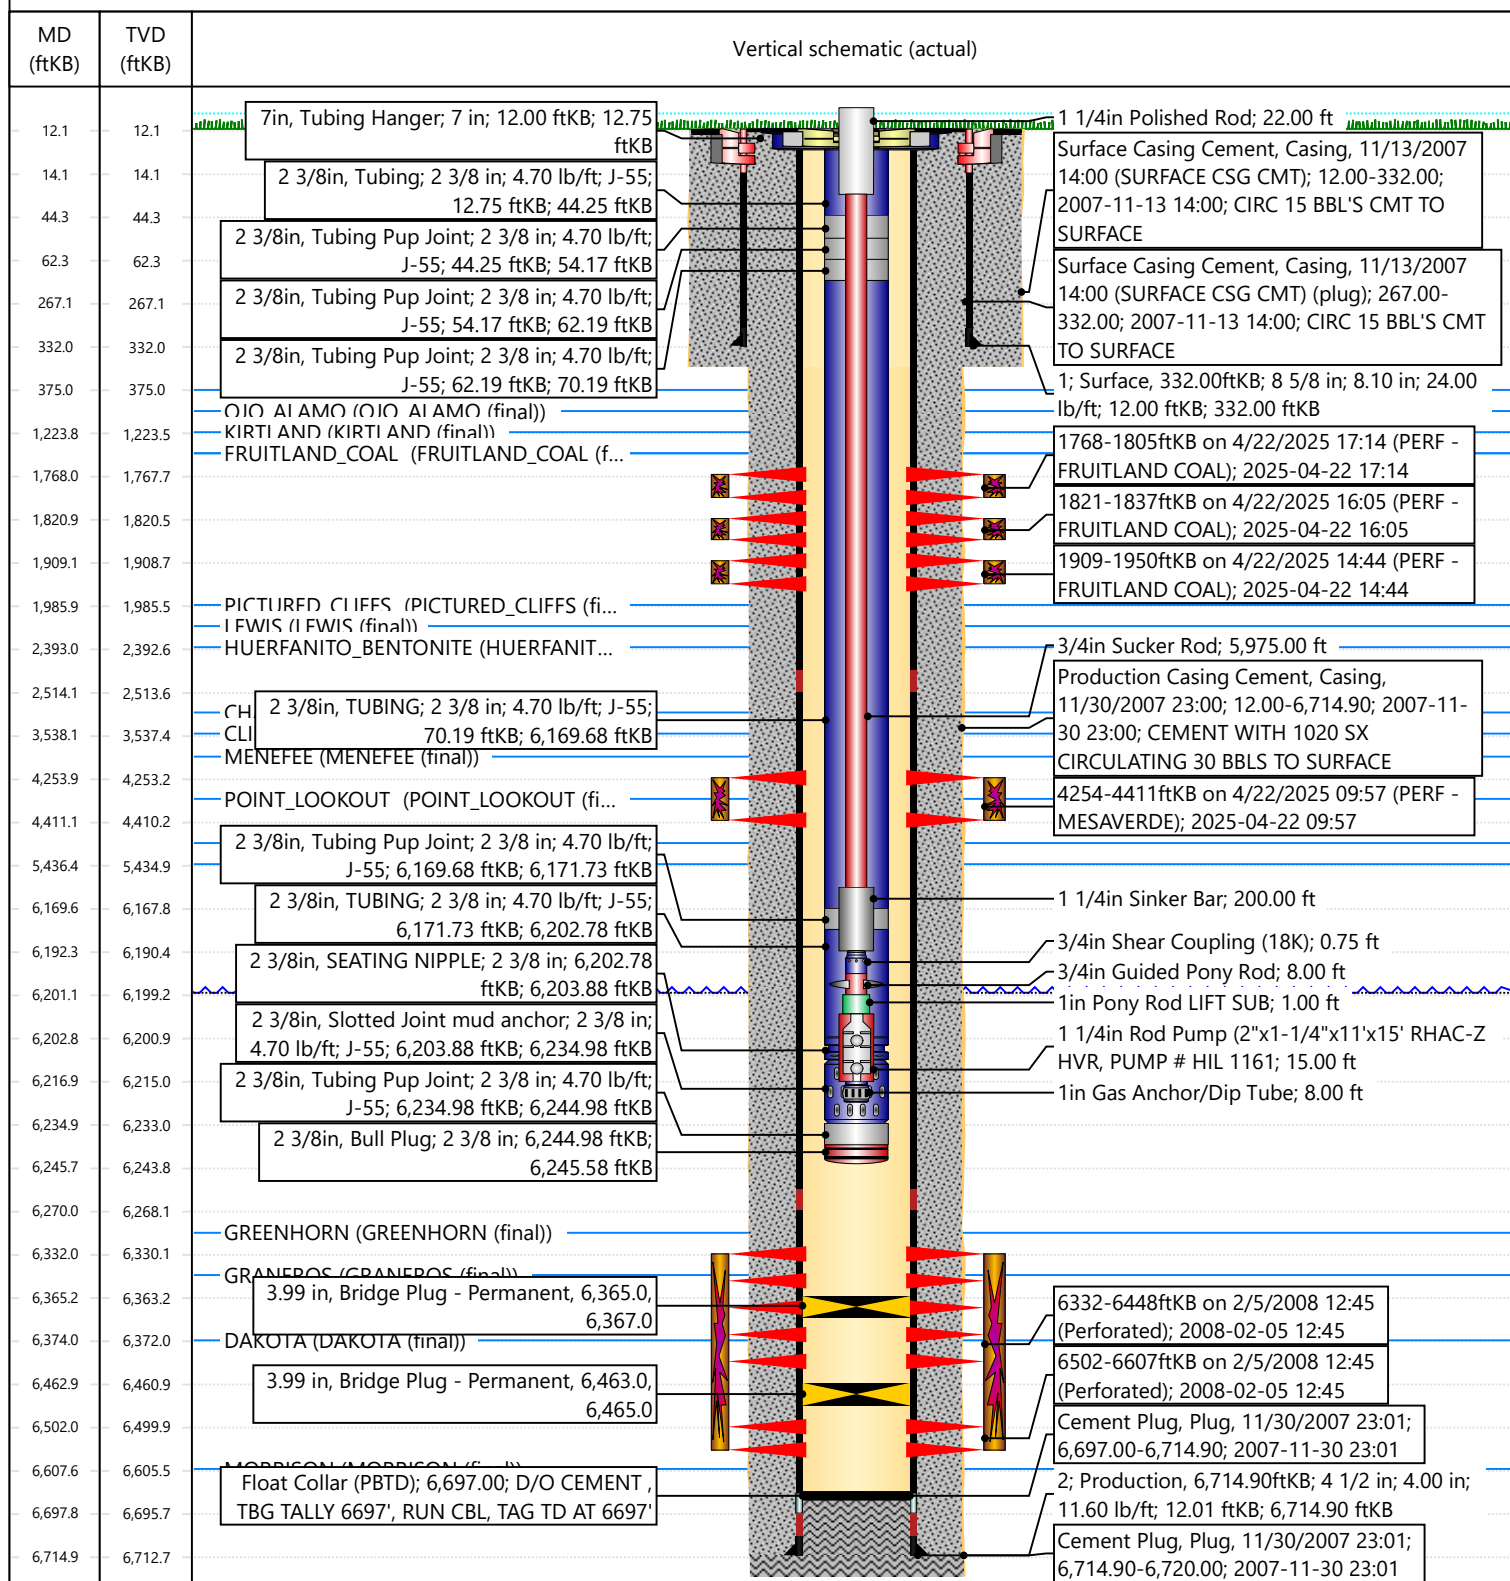 MD
(ftKB)
TVD
(ftKB)
Vertical schematic (actual)
12.1 12.1
14.1 14.1
44.3 44.3
62.3 62.3
267.1 267.1
332.0 332.0
375.0 375.0
1,223.8 1,223.5
1,768.0 1,767.7
1,820.9 1,820.5
1,909.1 1,908.7
1,985.9 1,985.5
2,393.0 2,392.6
2,514.1 2,513.6
3,538.1 3,537.4
4,253.9 4,253.2
4,411.1 4,410.2
5,436.4 5,434.9
6,169.6 6,167.8
6,192.3 6,190.4
6,201.1 6,199.2
6,202.8 6,200.9
6,216.9 6,215.0
6,234.9 6,233.0
6,245.7 6,243.8
6,270.0 6,268.1
6,332.0 6,330.1
6,365.2 6,363.2
6,374.0 6,372.0
6,462.9 6,460.9
6,502.0 6,499.9
6,607.6 6,605.5
6,697.8 6,695.7
6,714.9 6,712.7
7in, Tubing Hanger; 7 in; 12.00 ftKB; 12.75
ftKB
2 3/8in, Tubing; 2 3/8 in; 4.70 lb/ft; J-55;
12.75 ftKB; 44.25 ftKB
2 3/8in, Tubing Pup Joint; 2 3/8 in; 4.70 lb/ft;
J-55; 44.25 ftKB; 54.17 ftKB
2 3/8in, Tubing Pup Joint; 2 3/8 in; 4.70 lb/ft;
J-55; 54.17 ftKB; 62.19 ftKB
2 3/8in, Tubing Pup Joint; 2 3/8 in; 4.70 lb/ft;
J-55; 62.19 ftKB; 70.19 ftKB
OJO_ALAMO (OJO_ALAMO (final))
KIRTLAND (KIRTLAND (final))
FRUITLAND_COAL (FRUITLAND_COAL (f...
PICTURED_CLIFFS (PICTURED_CLIFFS (fi...
LEWIS (LEWIS (final))
HUERFANITO_BENTONITE (HUERFANIT...
CH
CLI
2 3/8in, TUBING; 2 3/8 in; 4.70 lb/ft; J-55;
70.19 ftKB; 6,169.68 ftKB
MENEFEE (MENEFEE (final))
POINT_LOOKOUT (POINT_LOOKOUT (fi...
2 3/8in, Tubing Pup Joint; 2 3/8 in; 4.70 lb/ft;
J-55; 6,169.68 ftKB; 6,171.73 ftKB
2 3/8in, TUBING; 2 3/8 in; 4.70 lb/ft; J-55;
6,171.73 ftKB; 6,202.78 ftKB
2 3/8in, SEATING NIPPLE; 2 3/8 in; 6,202.78
ftKB; 6,203.88 ftKB
2 3/8in, Slotted Joint mud anchor; 2 3/8 in;
4.70 lb/ft; J-55; 6,203.88 ftKB; 6,234.98 ftKB
2 3/8in, Tubing Pup Joint; 2 3/8 in; 4.70 lb/ft;
J-55; 6,234.98 ftKB; 6,244.98 ftKB
2 3/8in, Bull Plug; 2 3/8 in; 6,244.98 ftKB;
6,245.58 ftKB
GREENHORN (GREENHORN (final))
GRANEROS (GRANEROS (final))
3.99 in, Bridge Plug - Permanent, 6,365.0,
6,367.0
DAKOTA (DAKOTA (final))
3.99 in, Bridge Plug - Permanent, 6,463.0,
6,465.0
MORRISON (MORRISON (final))
Float Collar (PBTD); 6,697.00; D/O CEMENT ,
TBG TALLY 6697', RUN CBL, TAG TD AT 6697'
1 1/4in Polished Rod; 22.00 ft
Surface Casing Cement, Casing, 11/13/2007
14:00 (SURFACE CSG CMT); 12.00-332.00;
2007-11-13 14:00; CIRC 15 BBL'S CMT TO
SURFACE
Surface Casing Cement, Casing, 11/13/2007
14:00 (SURFACE CSG CMT) (plug); 267.00-
332.00; 2007-11-13 14:00; CIRC 15 BBL'S CMT
TO SURFACE
1; Surface, 332.00ftKB; 8 5/8 in; 8.10 in; 24.00
lb/ft; 12.00 ftKB; 332.00 ftKB
1768-1805ftKB on 4/22/2025 17:14 (PERF -
FRUITLAND COAL); 2025-04-22 17:14
1821-1837ftKB on 4/22/2025 16:05 (PERF -
FRUITLAND COAL); 2025-04-22 16:05
1909-1950ftKB on 4/22/2025 14:44 (PERF -
FRUITLAND COAL); 2025-04-22 14:44
3/4in Sucker Rod; 5,975.00 ft
Production Casing Cement, Casing,
11/30/2007 23:00; 12.00-6,714.90; 2007-11-
30 23:00; CEMENT WITH 1020 SX
CIRCULATING 30 BBLS TO SURFACE
4254-4411ftKB on 4/22/2025 09:57 (PERF -
MESAVERDE); 2025-04-22 09:57
1 1/4in Sinker Bar; 200.00 ft
3/4in Shear Coupling (18K); 0.75 ft
3/4in Guided Pony Rod; 8.00 ft
1in Pony Rod LIFT SUB; 1.00 ft
1 1/4in Rod Pump (2"x1-1/4"x11'x15' RHAC-Z
HVR, PUMP # HIL 1161; 15.00 ft
1in Gas Anchor/Dip Tube; 8.00 ft
6332-6448ftKB on 2/5/2008 12:45
(Perforated); 2008-02-05 12:45
6502-6607ftKB on 2/5/2008 12:45
(Perforated); 2008-02-05 12:45
Cement Plug, Plug, 11/30/2007 23:01;
6,697.00-6,714.90; 2007-11-30 23:01
2; Production, 6,714.90ftKB; 4 1/2 in; 4.00 in;
11.60 lb/ft; 12.01 ftKB; 6,714.90 ftKB
Cement Plug, Plug, 11/30/2007 23:01;
6,714.90-6,720.00; 2007-11-30 23:01